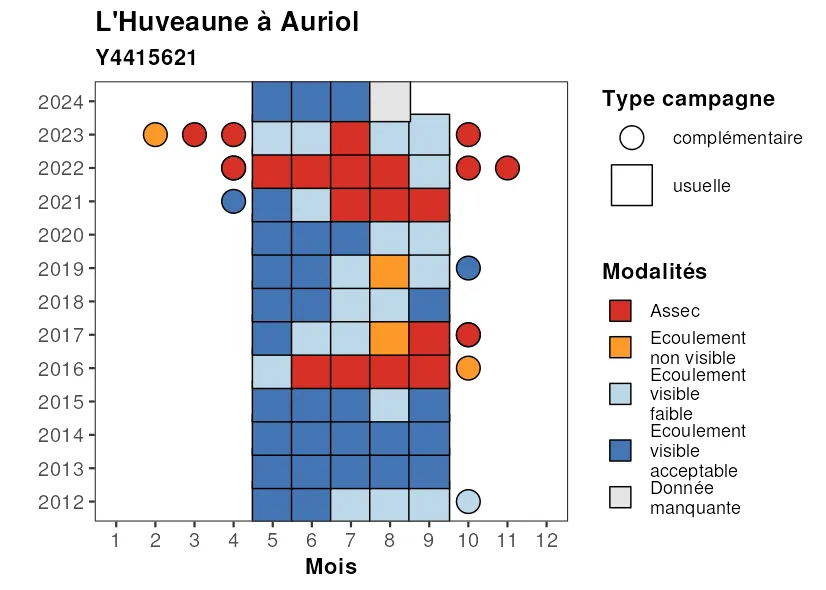 L'Huveaune à Auriol
Y4415621
2024
2023
2022
2021
2020
2019
2018
2017
2016
2015
2014
2013
2012
1 2 3 4 5 6 7 8 9 10 11 12
Mois
Type campagne
complémentaire
usuelle
Modalités
Assec
Ecoulement
non visible
Ecoulement
visible
faible
Ecoulement
visible
acceptable
Donnée
manquante